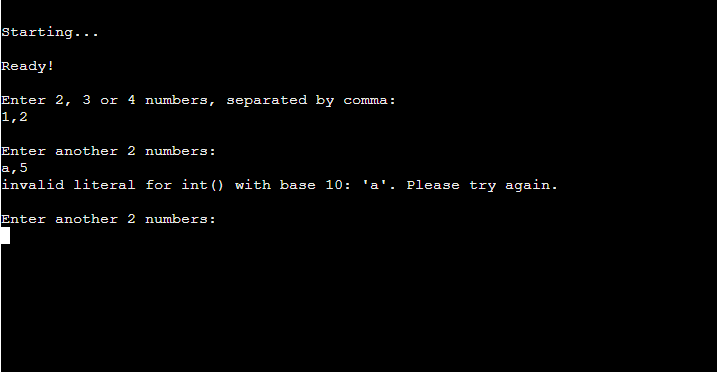 Starting...
Ready!
Enter 2, 3 or 4 numbers, separated by comma:
1,2
Enter another 2 numbers:
a,5
invalid literal for int() with base 10: 'a'. Please try again.
Enter another 2 numbers: